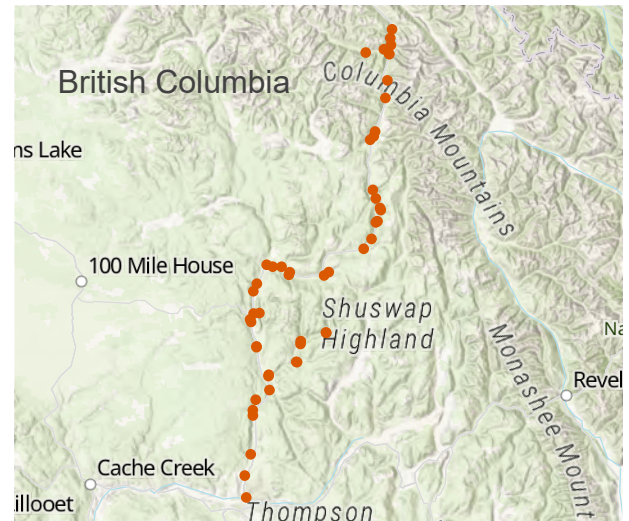 British Columbia
Columbia Mountains
ns Lake
100 Mile House
Shuswap
Highland
Na
Monashee Mount
Revel
Cache Creek
illooet
Thompson